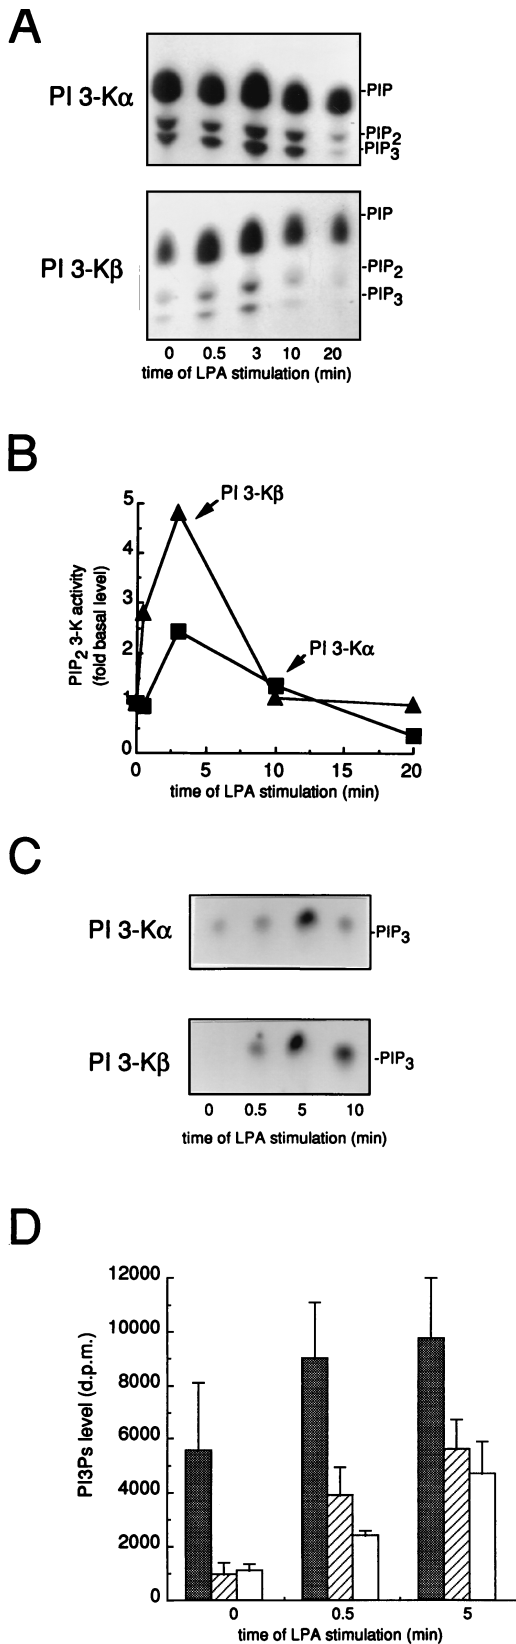 A
PI 3-Kα
-PIP
-PIP2
-PIP3
PI 3-Kβ
-PIP
-PIP2
-PIP3
0 0.5 3 10 20
time of LPA stimulation (min)
B
PIP2 3-K activity
(fold basal level)
5
4
3
2
1
0
PI 3-Kβ
PI 3-Kα
0 5 10 15 20
time of LPA stimulation (min)
C
PI 3-Kα
-PIP3
PI 3-Kβ
-PIP3
0 0.5 5 10
time of LPA stimulation (min)
D
PI3Ps level (d.p.m.)
12000
10000
8000
6000
4000
2000
0
0 0.5 5
time of LPA stimulation (min)